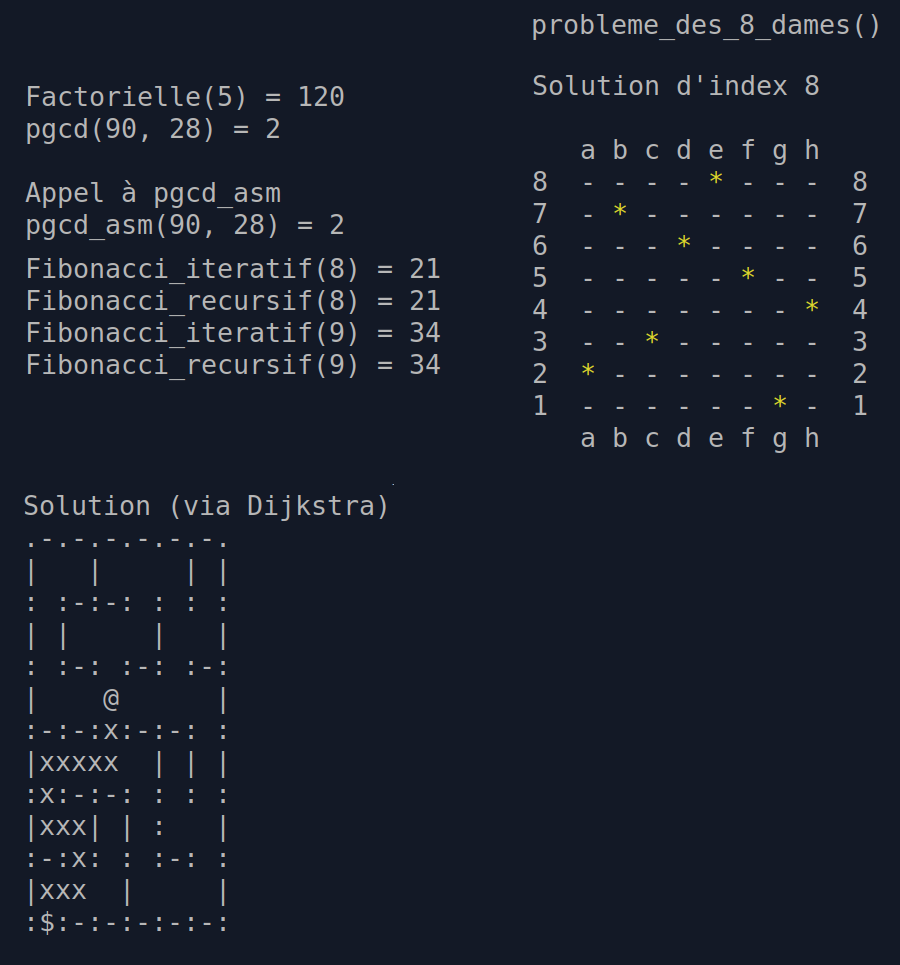 Factorielle(5) = 120
pgcd(90, 28) = 2

Appel à pgcd_asm
pgcd_asm(90, 28) = 2
Fibonacci_iteratif(8) = 21
Fibonacci_recursif(8) = 21
Fibonacci_iteratif(9) = 34
Fibonacci_recursif(9) = 34

probleme_des_8_dames()

Solution d'index 8

   a b c d e f g h
8  - - - - * - - -  8
7  - * - - - - - -  7
6  - - - * - - - -  6
5  - - - - - * - -  5
4  - - - - - - - *  4
3  - - * - - - - -  3
2  * - - - - - - -  2
1  - - - - - - * -  1
   a b c d e f g h

Solution (via Dijkstra)
.-.-.-.-.-.-.
|   |     | |
: :-:-: : : :
| |     |   |
: :-: :-: :-:
|    @      |
:-:-:x:-:-: :
|xxxxx  | | |
:x:-:-: : : :
|xxx| | :   |
:-:x: : :-: :
|xxx  |     |
:$:-:-:-:-:-: